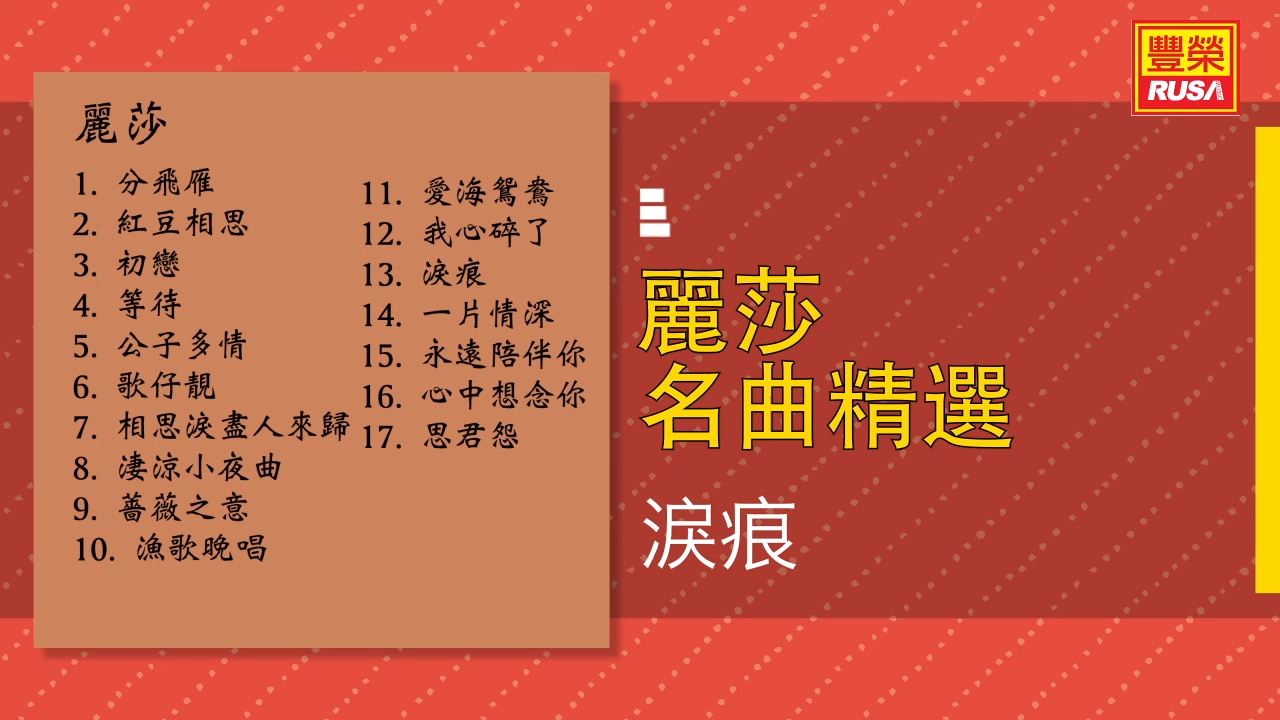 豐榮
RUSA
麗莎
1. 分飛雁
2. 紅豆相思
3. 初戀
4. 等待
5. 公子多情
6. 歌仔靚
7. 相思淚盡人來歸
8. 淒涼小夜曲
9. 薔薇之意
10. 漁歌晚唱
11. 愛海鴛鴦
12. 我心碎了
13. 淚痕
14. 一片情深
15. 永遠陪伴你
16. 心中想念你
17. 思君怨
麗莎
名曲精選
淚痕